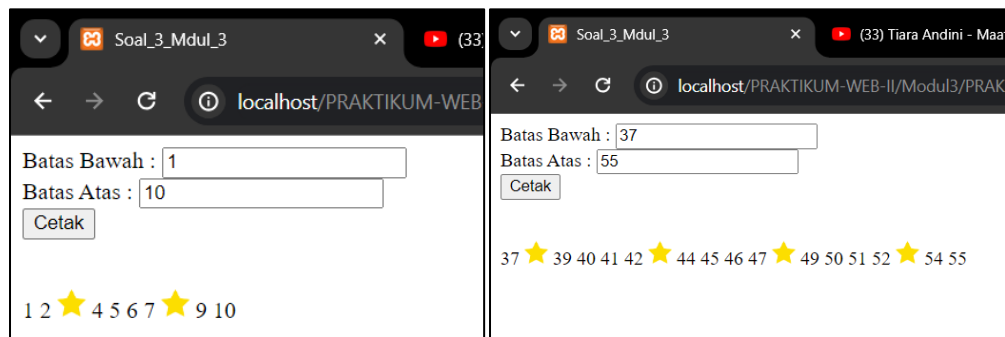 Soal_3_Mdul_3
(33)
localhost/PRAKTIKUM-WEB
Batas Bawah : 1
Batas Atas : 10
Cetak
1 2 4 5 6 7 9 10
Soal_3_Mdul_3
(33) Tiara Andini - Maa
localhost/PRAKTIKUM-WEB-II/Modul3/PRAK
Batas Bawah : 37
Batas Atas : 55
Cetak
37 39 40 41 42 44 45 46 47 49 50 51 52 54 55